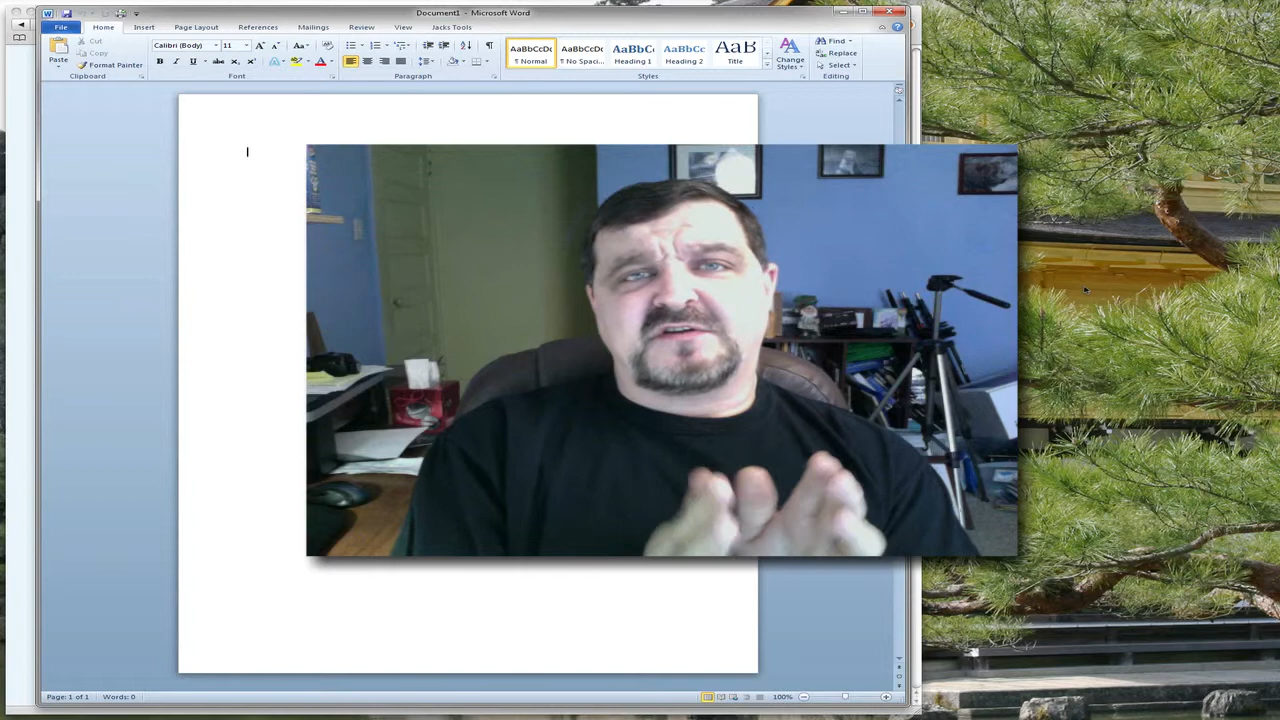 Document1 - Microsoft Word
File Home Insert Page Layout References Mailings Review View Jacks Tools
Paste
Cut
Copy
Format Painter
Calibri (Body) 11
AaBbCcDc AaBbCcDc AaBbCc AaBbCc AaB
¶ Normal ¶ No Spaci... Heading 1 Heading 2 Title
Change
Styles
Find
Replace
Select
Clipboard Font Paragraph Styles Editing
Page: 1 of 1 Words: 0 100%